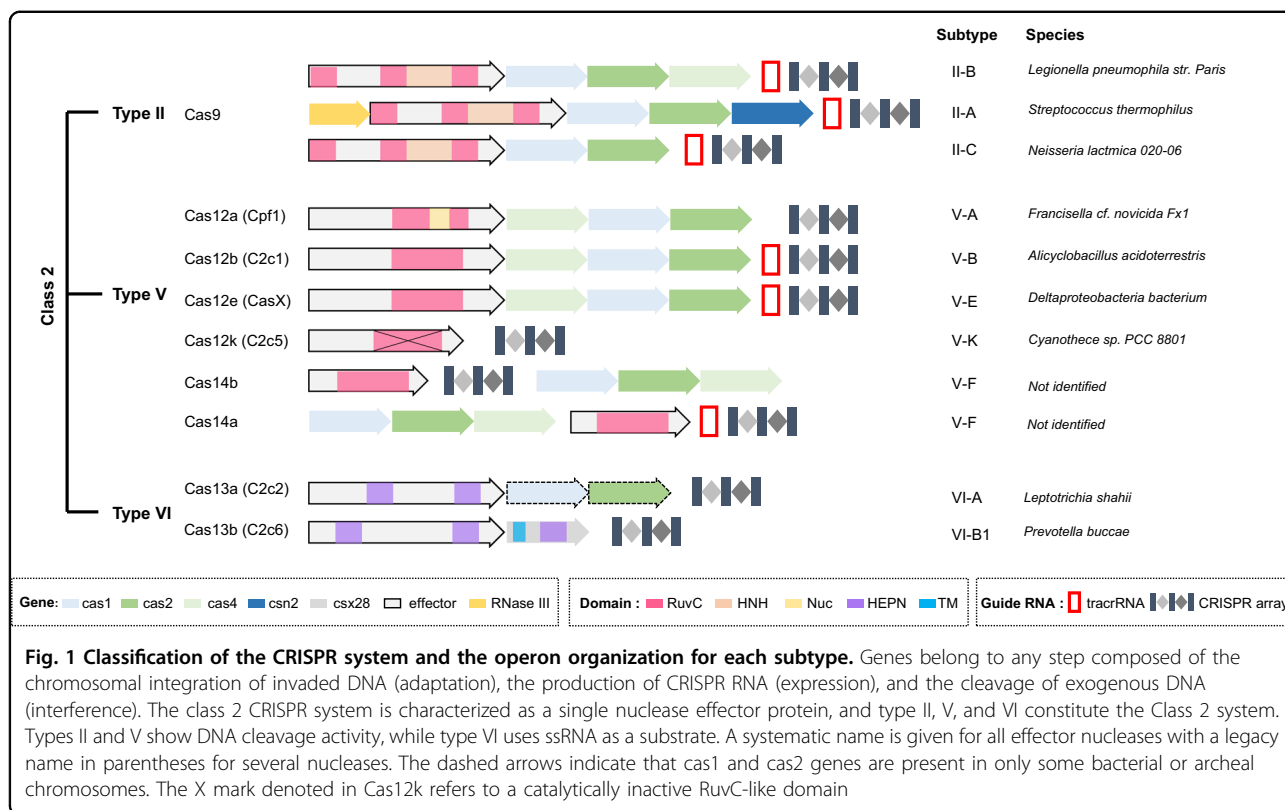 Subtype Species
II-B Legionella pneumophila str. Paris
Type II Cas9 II-A Streptococcus thermophilus
II-C Neisseria lactmica 020-06
Class 2
Cas12a (Cpf1) V-A Francisella cf. novicida Fx1
Cas12b (C2c1) V-B Alicyclobacillus acidoterrestris
Type V Cas12e (CasX) V-E Deltaproteobacteria bacterium
Cas12k (C2c5) V-K Cyanothece sp. PCC 8801
Cas14b V-F Not identified
Cas14a V-F Not identified
Cas13a (C2c2) VI-A Leptotrichia shahii
Type VI
Cas13b (C2c6) VI-B1 Prevotella buccae
Gene: cas1 cas2 cas4 csn2 csx28 effector RNase III Domain : RuvC HNH Nuc HEPN TM Guide RNA : tracrRNA CRISPR array
Fig. 1 Classification of the CRISPR system and the operon organization for each subtype. Genes belong to any step composed of the
chromosomal integration of invaded DNA (adaptation), the production of CRISPR RNA (expression), and the cleavage of exogenous DNA
(interference). The class 2 CRISPR system is characterized as a single nuclease effector protein, and type II, V, and VI constitute the Class 2 system.
Types II and V show DNA cleavage activity, while type VI uses ssRNA as a substrate. A systematic name is given for all effector nucleases with a legacy
name in parentheses for several nucleases. The dashed arrows indicate that cas1 and cas2 genes are present in only some bacterial or archeal
chromosomes. The X mark denoted in Cas12k refers to a catalytically inactive RuvC-like domain